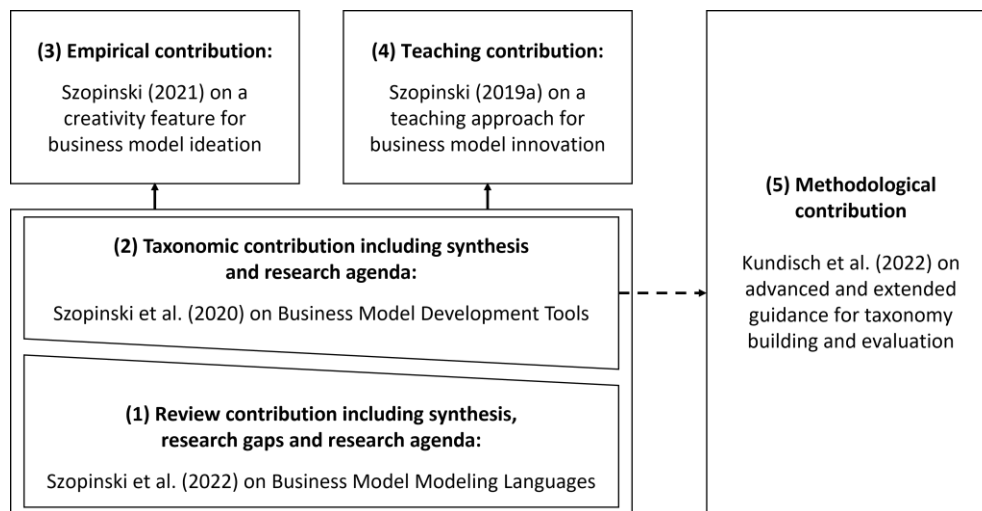 (3) Empirical contribution:
Szopinski (2021) on a
creativity feature for
business model ideation
(4) Teaching contribution:
Szopinski (2019a) on a
teaching approach for
business model innovation
(2) Taxonomic contribution including synthesis
and research agenda:
Szopinski et al. (2020) on Business Model Development Tools
(1) Review contribution including synthesis,
research gaps and research agenda:
Szopinski et al. (2022) on Business Model Modeling Languages
(5) Methodological
contribution
Kundisch et al. (2022) on
advanced and extended
guidance for taxonomy
building and evaluation